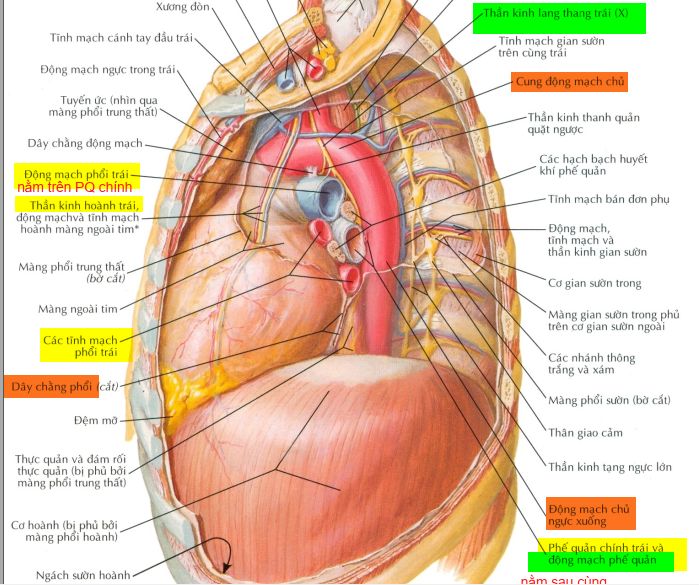 Xương đòn
Tĩnh mạch cánh tay đầu trái
Động mạch ngực trong trái
Tuyến ức (nhìn qua
màng phổi trung thất)
Dây chằng động mạch
Động mạch phổi trái
nằm trên PQ chính
Thần kinh hoành trái,
động mạchvà tĩnh mạch
hoành màng ngoài tim*
Màng phổi trung thất
(bờ cắt)
Màng ngoài tim
Các tĩnh mạch
phổi trái
Dây chằng phổi (cắt)
Đệm mỡ
Thực quản và đám rối
thực quản (bị phủ bởi
màng phổi trung thất)
Cơ hoành (bị phủ bởi
màng phổi hoành)
Ngách sườn hoành
Thần kinh lang thang trái (X)
Tĩnh mạch gian sườn
trên cùng trái
Cung động mạch chủ
Thần kinh thanh quản
quặt ngược
Các hạch bạch huyết
khí phế quản
Tĩnh mạch bán đơn phụ
Động mạch,
tĩnh mạch và
thần kinh gian sườn
Cơ gian sườn trong
Màng gian sườn trong phủ
trên cơ gian sườn ngoài
Các nhánh thông
trắng và xám
Màng phổi sườn (bờ cắt)
Thân giao cảm
Thần kinh tạng ngực lớn
Động mạch chủ
ngực xuống
Phế quản chính trái và
động mạch phế quản
nằm sau cùng